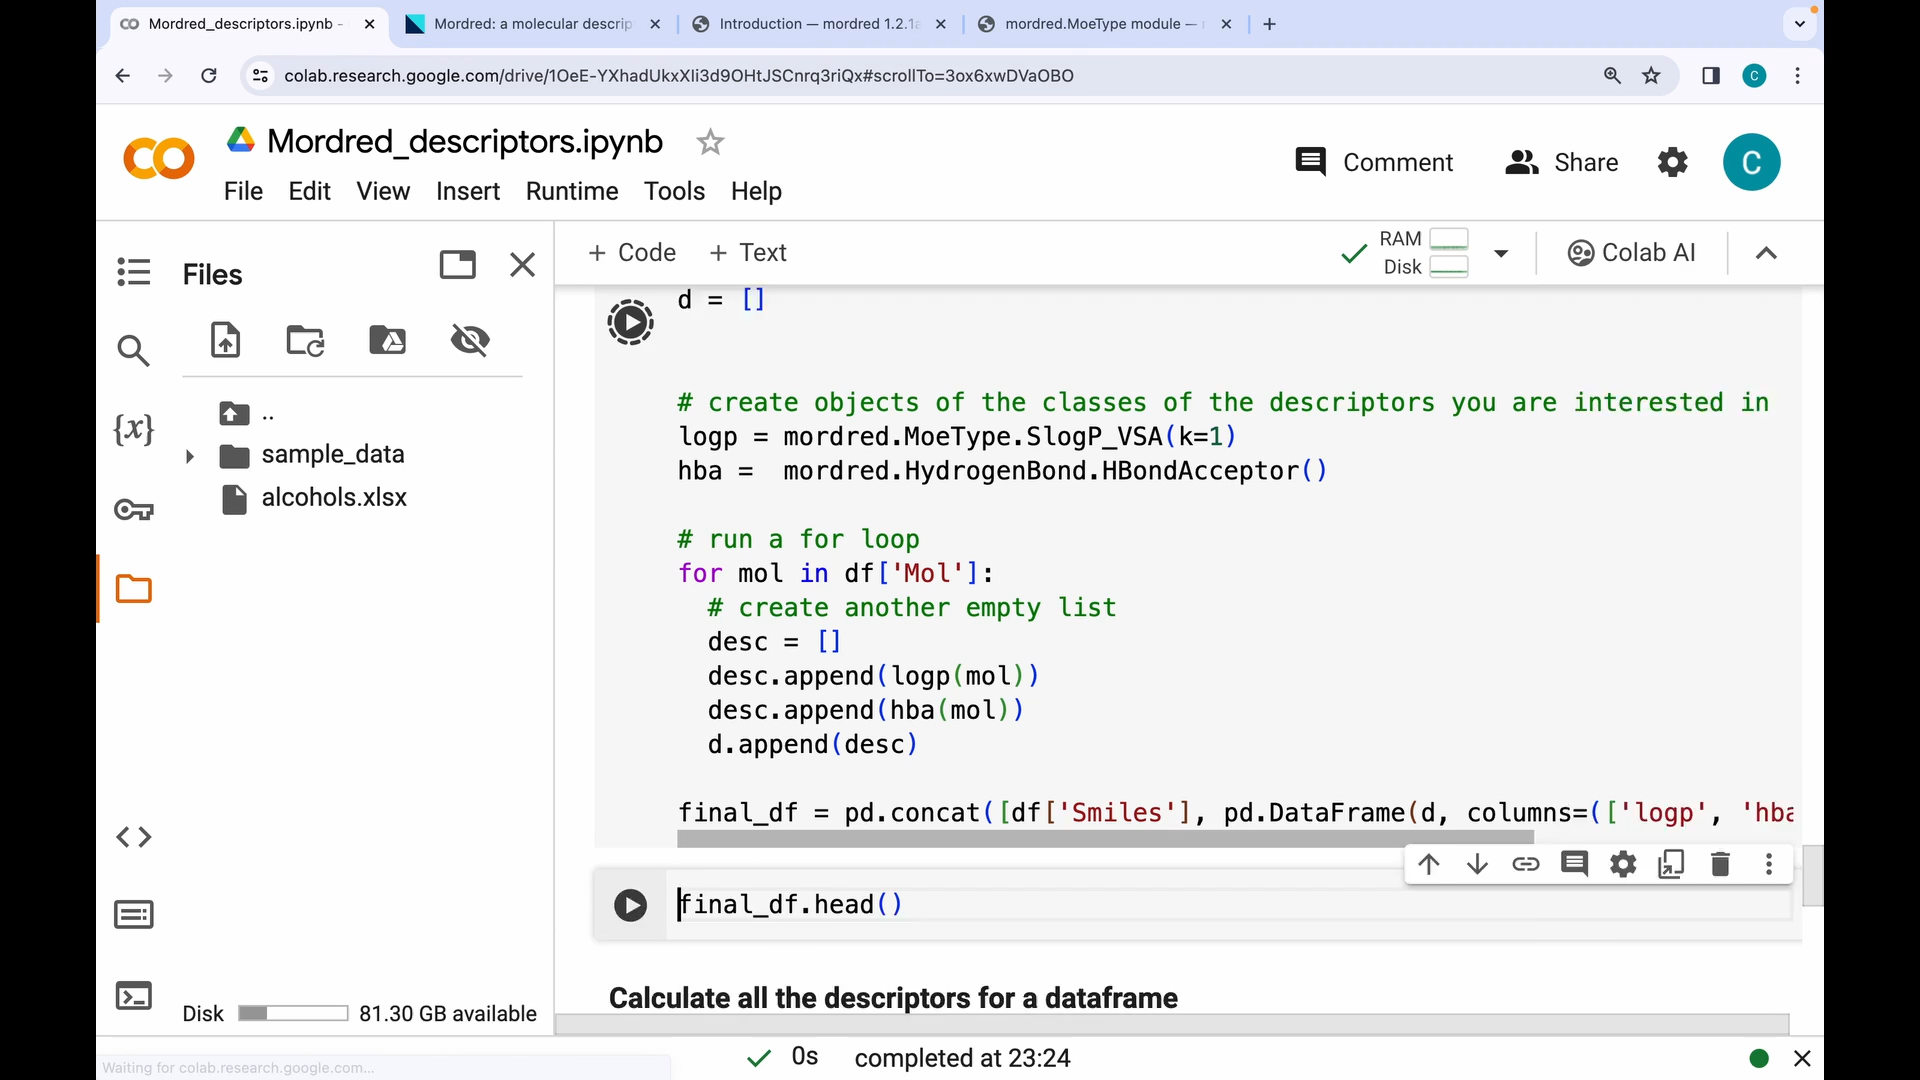 Mordred_descriptors.ipynb -
Mordred: a molecular descrip
Introduction — mordred 1.2.1a
mordred.MoeType module —
colab.research.google.com/drive/1OeE-YXhadUkxXIi3d9OHtJSCnrq3riQx#scrollTo=3ox6xwDVaOBO
C
Mordred_descriptors.ipynb
File Edit View Insert Runtime Tools Help
Comment
Share
C
Files
+ Code + Text
RAM
Disk
Colab AI
..
sample_data
alcohols.xlsx
{x}
d = []
# create objects of the classes of the descriptors you are interested in
logp = mordred.MoeType.SlogP_VSA(k=1)
hba =  mordred.HydrogenBond.HBondAcceptor()
# run a for loop
for mol in df['Mol']:
  # create another empty list
  desc = []
  desc.append(logp(mol))
  desc.append(hba(mol))
  d.append(desc)
final_df = pd.concat([df['Smiles'], pd.DataFrame(d, columns=(['logp', 'hba
final_df.head()
Calculate all the descriptors for a dataframe
Disk 81.30 GB available
Waiting for colab.research.google.com...
0s completed at 23:24